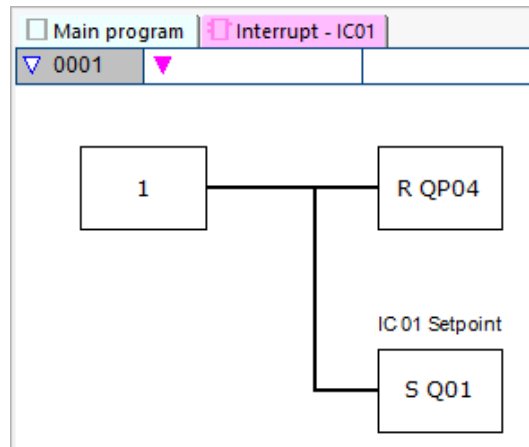 Main program
Interrupt - IC01
0001
1
R QP04
IC 01 Setpoint
S Q01